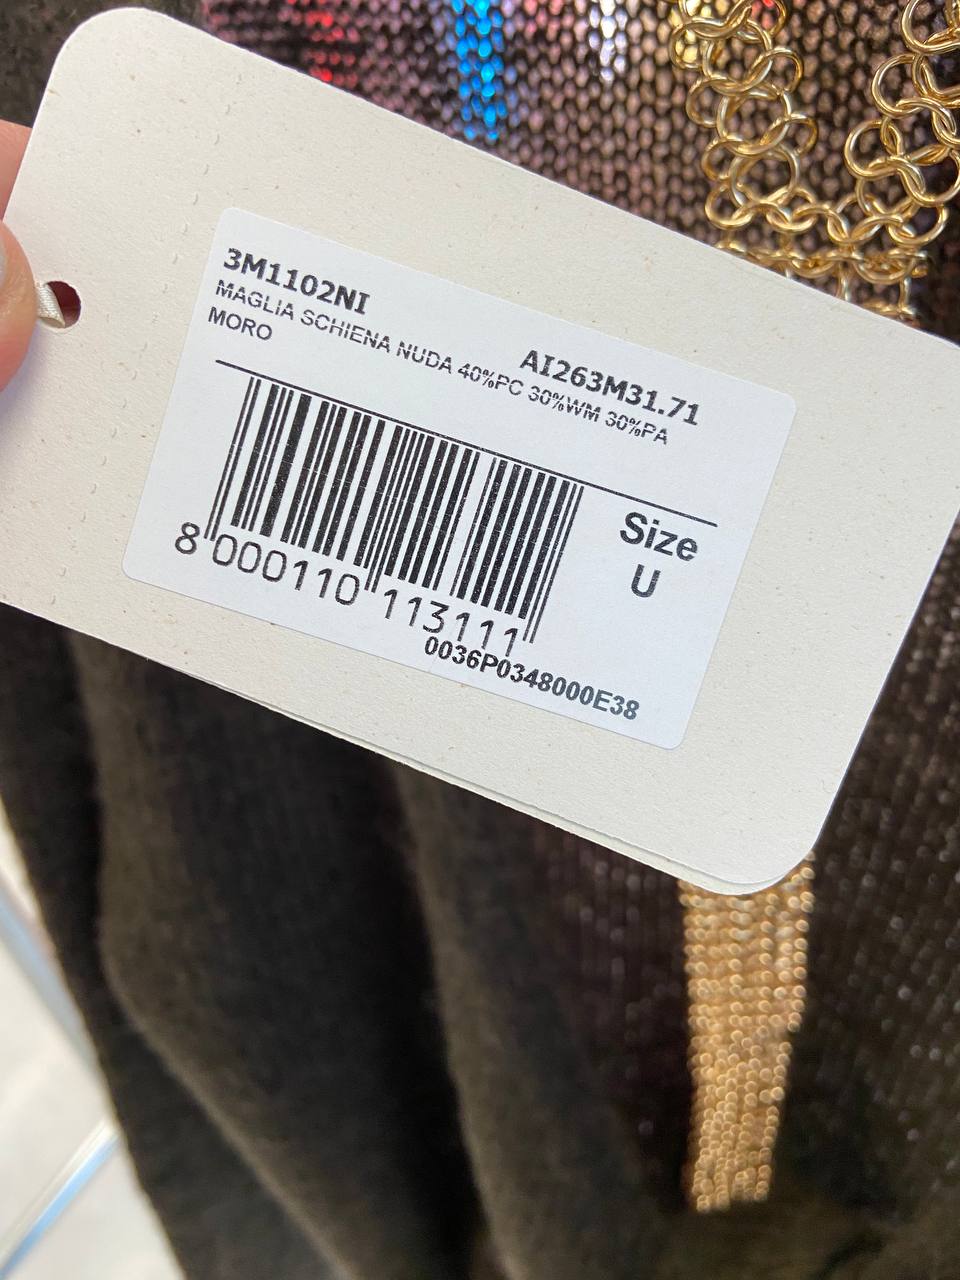 3M1102NI
AI263M31.71
MAGLIA SCHIENA NUDA 40%PC 30%WM 30%PA
MORO
Size
U
8 000110 113111
0036P0348000E38